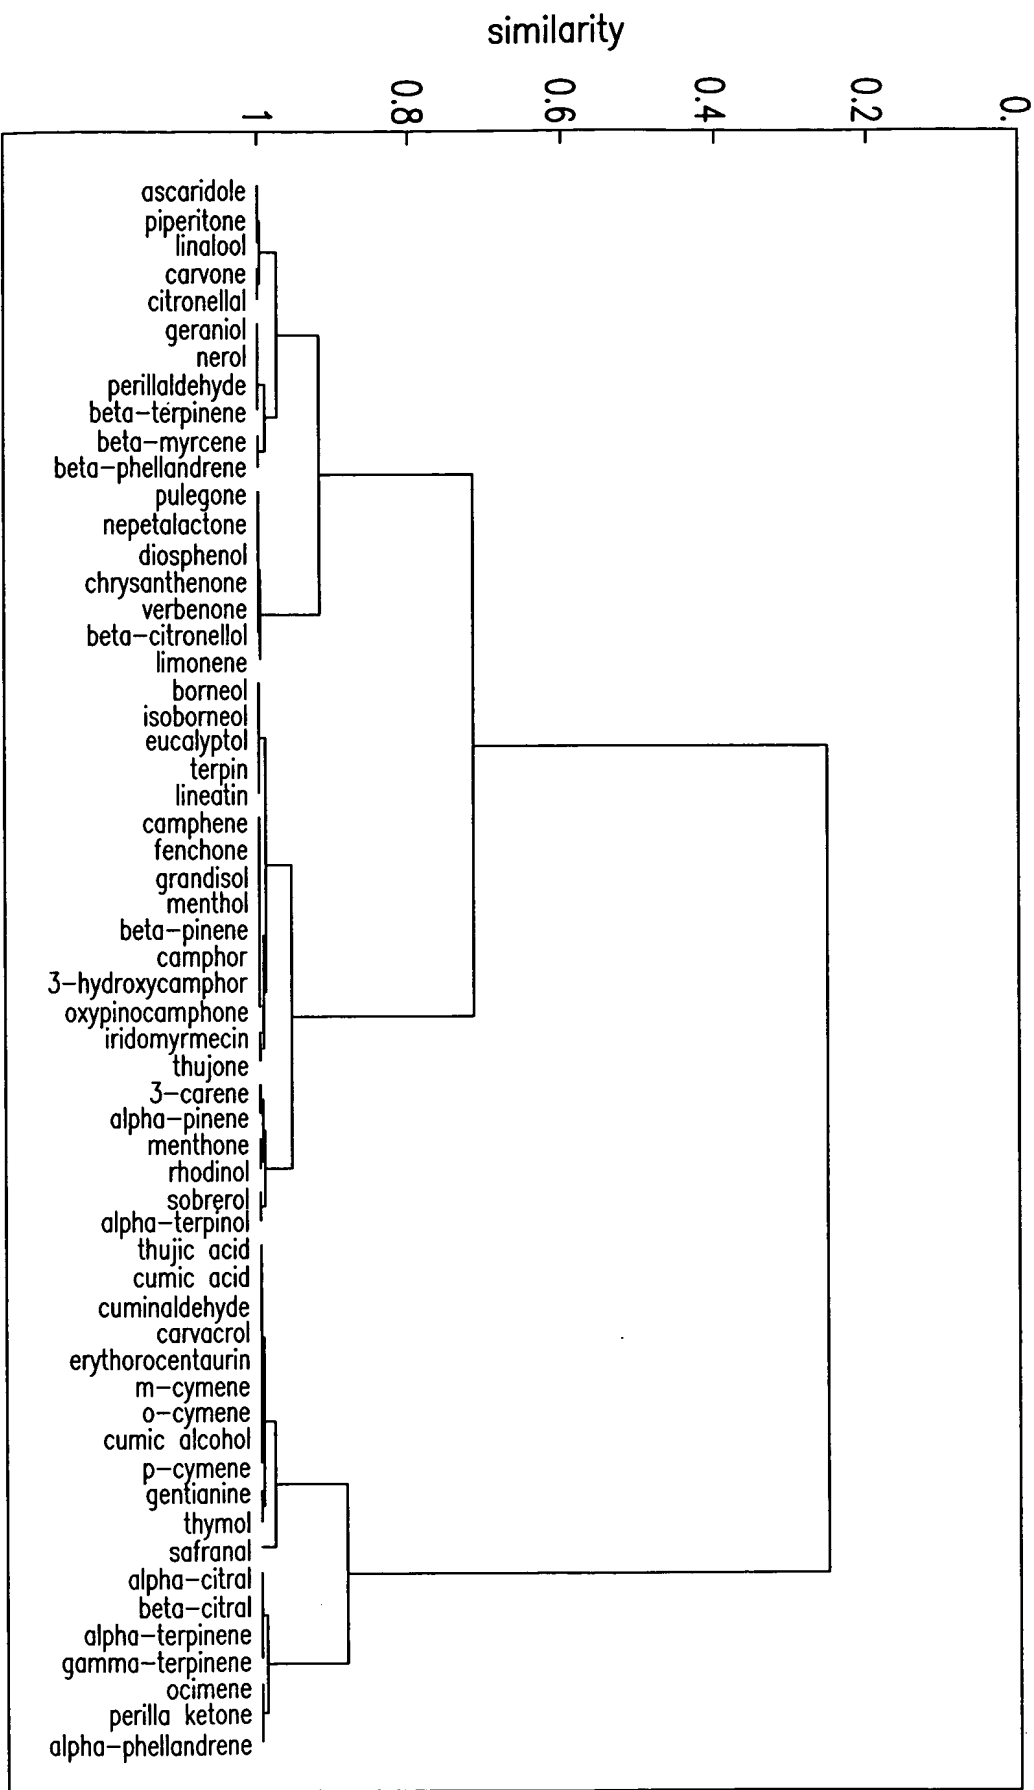 similarity
1
0.8
0.6
0.4
0.2
0.
ascaridole
piperitone
linalool
carvone
citronellal
geraniol
nerol
perillaldehyde
beta-terpinene
beta-myrcene
beta-phellandrene
pulegone
nepetalactone
diosphenol
chrysanthenone
verbenone
beta-citronellol
limonene
borneol
isoborneol
eucalyptol
terpin
lineatin
camphene
fenchone
grandisol
menthol
beta-pinene
camphor
3-hydroxycamphor
oxypinocamphone
iridomyrmecin
thujone
3-carene
alpha-pinene
menthone
rhodinol
sobrerol
alpha-terpinol
thujic acid
cumic acid
cuminaldehyde
carvacrol
erythorocentaurin
m-cymene
o-cymene
cumic alcohol
p-cymene
gentianine
thymol
safranal
alpha-citral
beta-citral
alpha-terpinene
gamma-terpinene
ocimene
perilla ketone
alpha-phellandrene